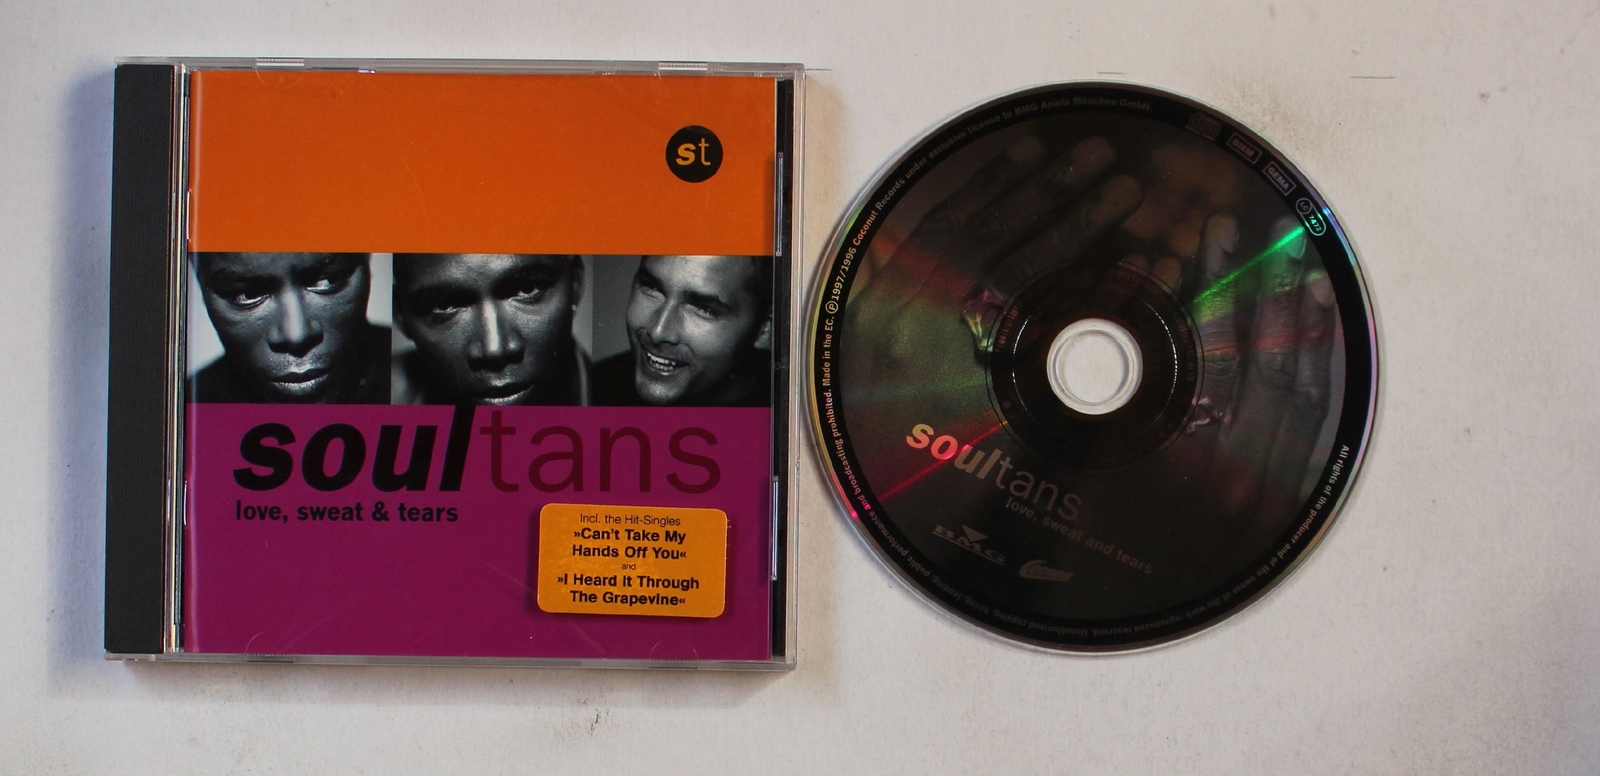 st
soultans
love, sweat & tears
Incl. the Hit-Singles
»Can't Take My
Hands Off You«
and
»I Heard It Through
The Grapevine«
soultans
love, sweat and tears
BMG
BIEM
GEMA
LC 7472
℗1997/1996 Coconut Records under exclusive license to BMG Ariola München GmbH.
All rights of the producer and of the owner of the work reproduced reserved. Unauthorized copying, hiring, lending, public performance and broadcasting prohibited. Made in the EC.